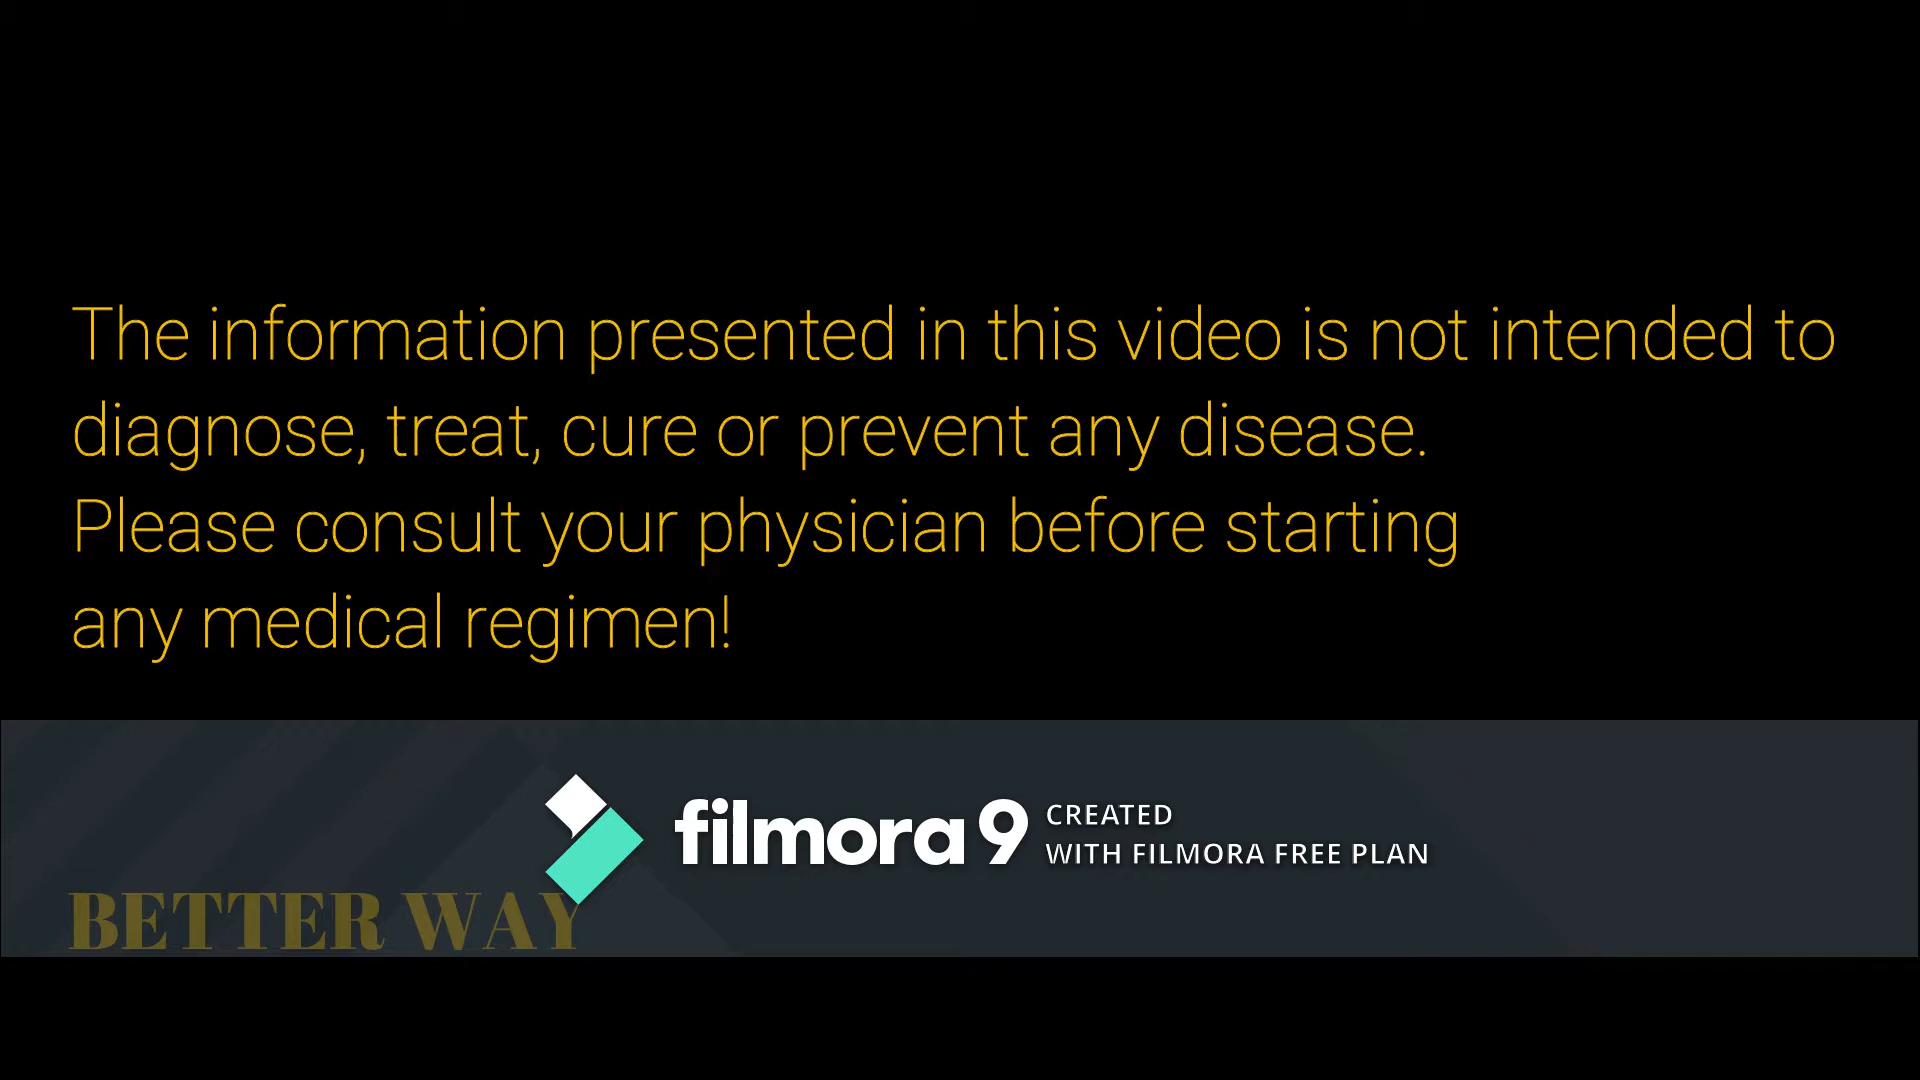 The information presented in this video is not intended to
diagnose, treat, cure or prevent any disease.
Please consult your physician before starting
any medical regimen!
filmora 9
CREATED
WITH FILMORA FREE PLAN
BETTER WAY